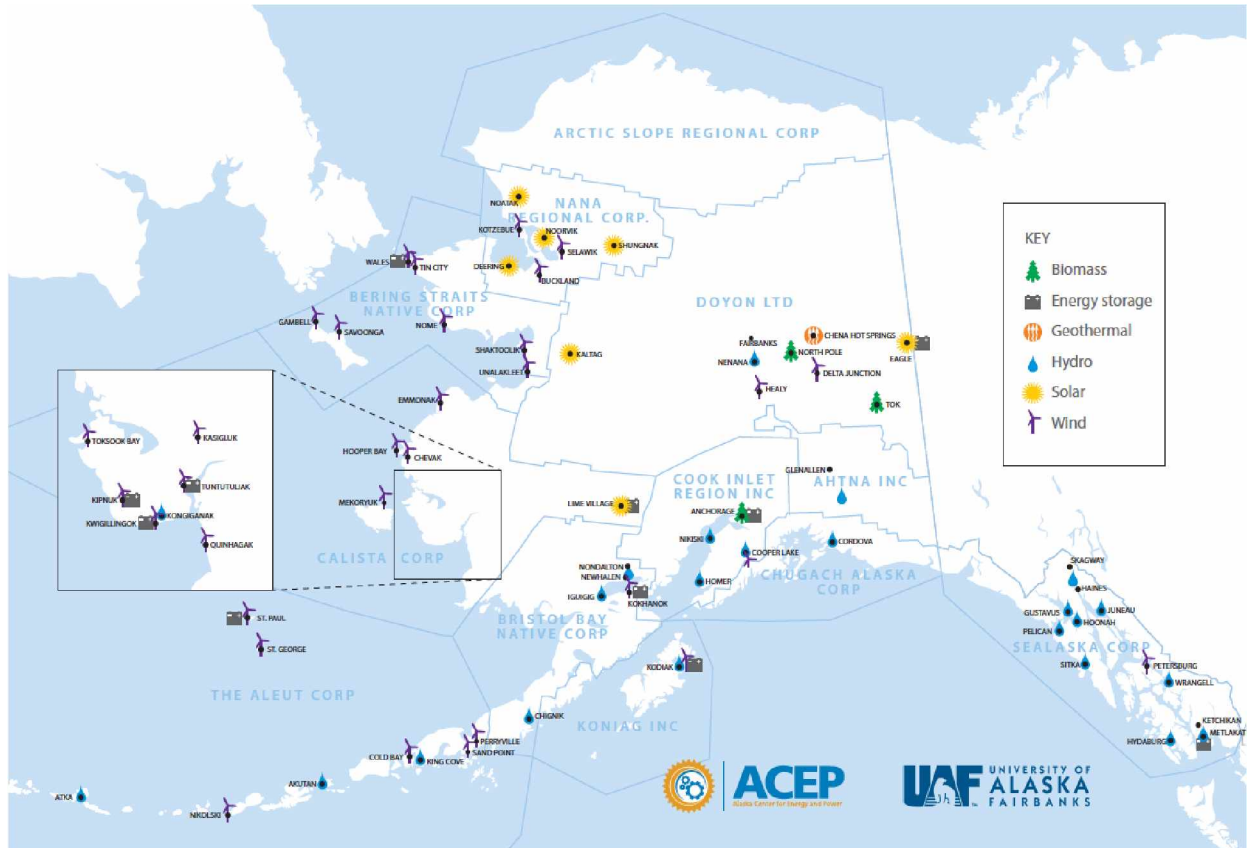 ARCTIC SLOPE REGIONAL CORP
NOATAK
NANA
REGIONAL CORP.
KOTZEBUE
NOORVIK
SELAWIK
SHUNGNAK
WALES
TIN CITY
DEERING
BUCKLAND
BERING STRAITS
NATIVE CORP
DOYON LTD
GAMBELL
SAVOONGA
NOME
SHAKTOOLIK
UNALAKLEET
KALTAG
FAIRBANKS
CHENA HOT SPRINGS
NORTH POLE
NENANA
EAGLE
DELTA JUNCTION
HEALY
TOK
EMMONAK
HOOPER BAY
CHEVAK
MEKORYUK
TOKSOOK BAY
KASIGLUK
TUNTUTULIAK
KIPNUK
KONGIGANAK
KWIGILLINGOK
QUINHAGAK
CALISTA CORP
LIME VILLAGE
COOK INLET
REGION INC
GLENALLEN
AHTNA INC
ANCHORAGE
NIKISKI
COOPER LAKE
CORDOVA
HOMER
CHUGACH ALASKA
CORP
NONDALTON
NEWHALEN
IGUIGIG
KOKHANOK
BRISTOL BAY
NATIVE CORP
ST. PAUL
ST. GEORGE
THE ALEUT CORP
KODIAK
KONIAG INC
CHIGNIK
PERRYVILLE
SAND POINT
COLD BAY
KING COVE
AKUTAN
ATKA
NIKOLSKI
SKAGWAY
HAINES
GUSTAVUS
JUNEAU
HOONAH
PELICAN
SEALASKA CORP
SITKA
PETERSBURG
WRANGELL
KETCHIKAN
METLAKAT
HYDABURG
KEY
Biomass
Energy storage
Geothermal
Hydro
Solar
Wind
ACEP
Alaska Center for Energy and Power
UAF
UNIVERSITY OF
ALASKA
FAIRBANKS